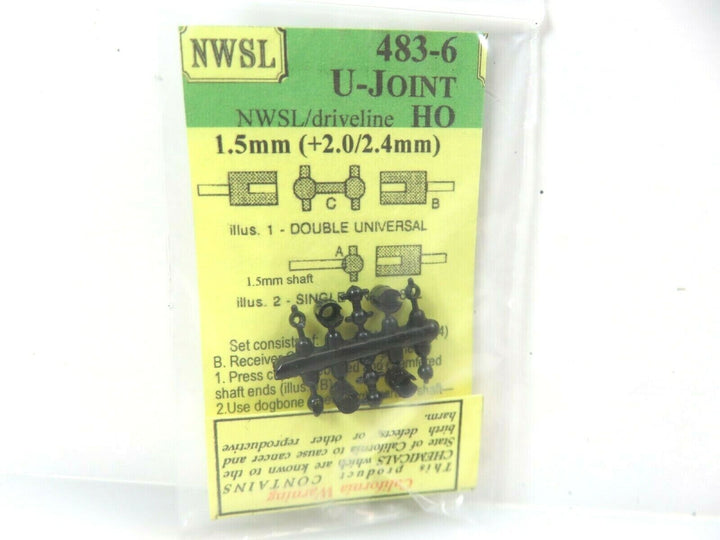 NWSL
483-6
U-JOINT
NWSL/driveline HO
1.5mm (+2.0/2.4mm)
C
B
illus. 1 - DOUBLE UNIVERSAL
A
1.5mm shaft
illus. 2 - SINGLE
Set consists of:
B. Receiver
1. Press
shaft ends (illus. B)
2.Use dogbone shaft—
California Warning
This product CONTAINS
CHEMICALS which are known to the
State of California to cause cancer and
birth defects, or other reproductive
harm.